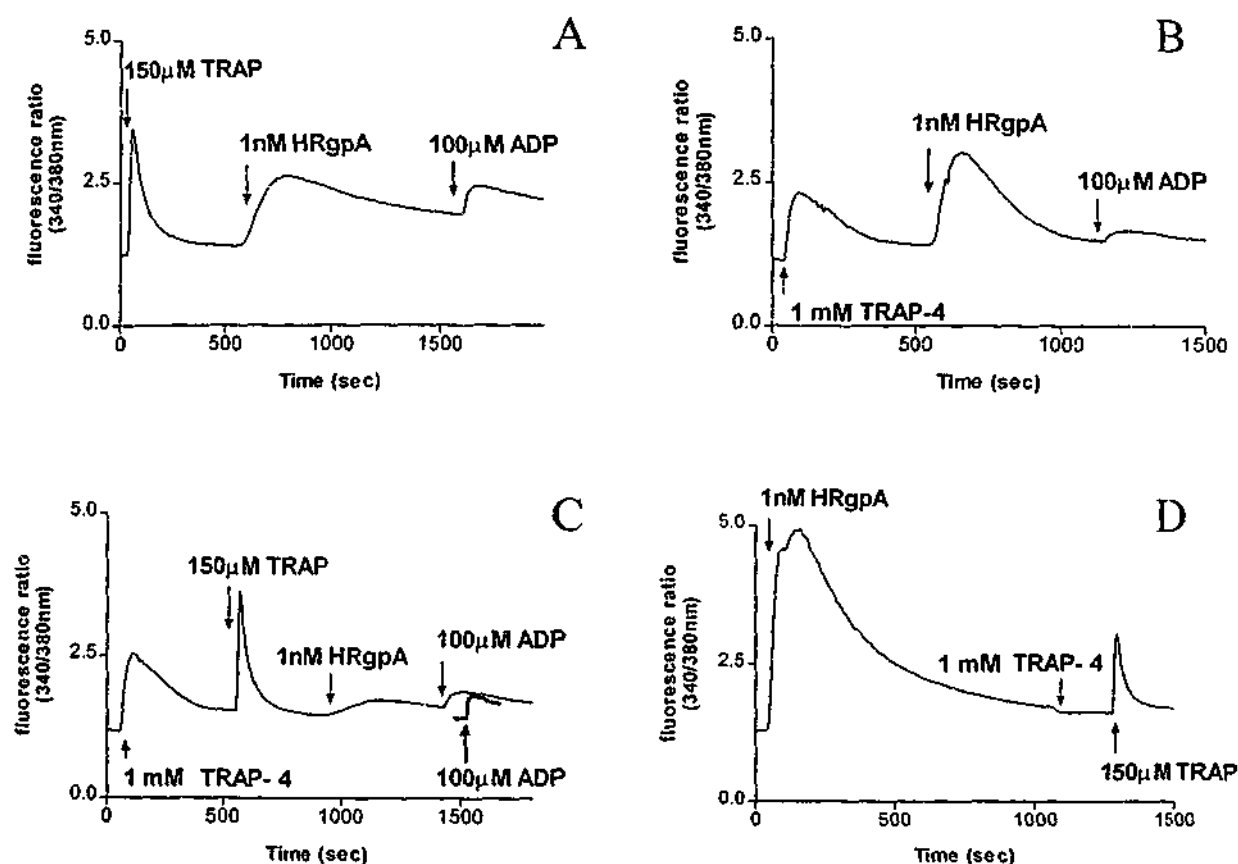 A
5.0
150µM TRAP
1nM HRgpA
100µM ADP
2.5
0.0
fluorescence ratio
(340/380nm)
0
500
1000
1500
Time (sec)
B
5.0
1nM HRgpA
100µM ADP
2.5
0.0
1 mM TRAP-4
fluorescence ratio
(340/380nm)
0
500
1000
1500
Time (sec)
C
5.0
150µM TRAP
1nM HRgpA
100µM ADP
2.5
0.0
1 mM TRAP-4
100µM ADP
fluorescence ratio
(340/380nm)
0
500
1000
1500
Time (sec)
D
1nM HRgpA
5.0
1 mM TRAP-4
2.5
150µM TRAP
0.0
fluorescence ratio
(340/380nm)
0
500
1000
1500
Time (sec)